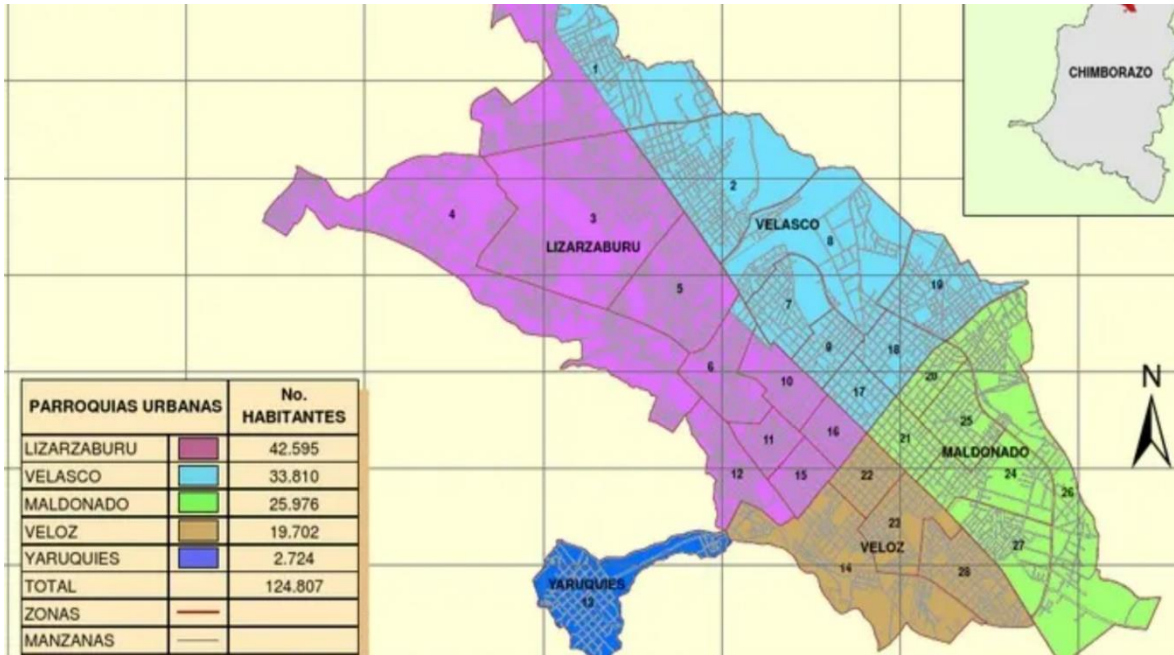 CHIMBORAZO
1
2
4
3
VELASCO
8
LIZARZABURU
5
19
7
9
18
6
10
17
20
25
11
16
21
MALDONADO
12
15
22
24
26
23
VELOZ
27
14
28
YARUQUIES
13
N
PARROQUIAS URBANAS No. HABITANTES
LIZARZABURU 42.595
VELASCO 33.810
MALDONADO 25.976
VELOZ 19.702
YARUQUIES 2.724
TOTAL 124.807
ZONAS
MANZANAS